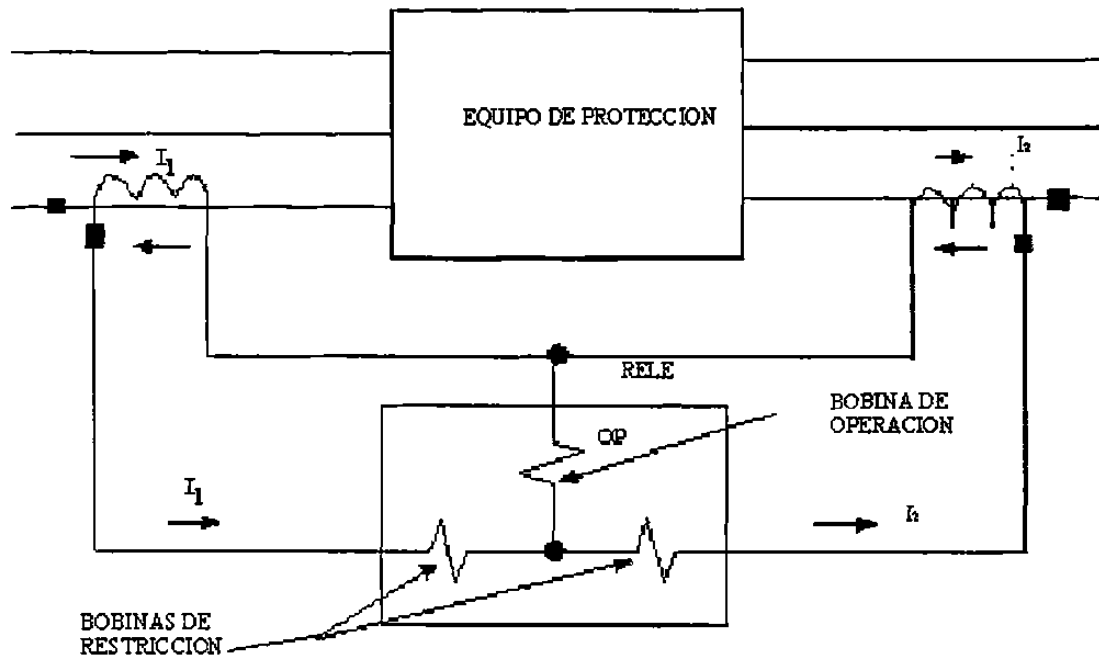 EQUIPO DE PROTECCION
I1
I2
RELE
BOBINA DE
OPERACION
OP
I1
I2
BOBINAS DE
RESTRICCION